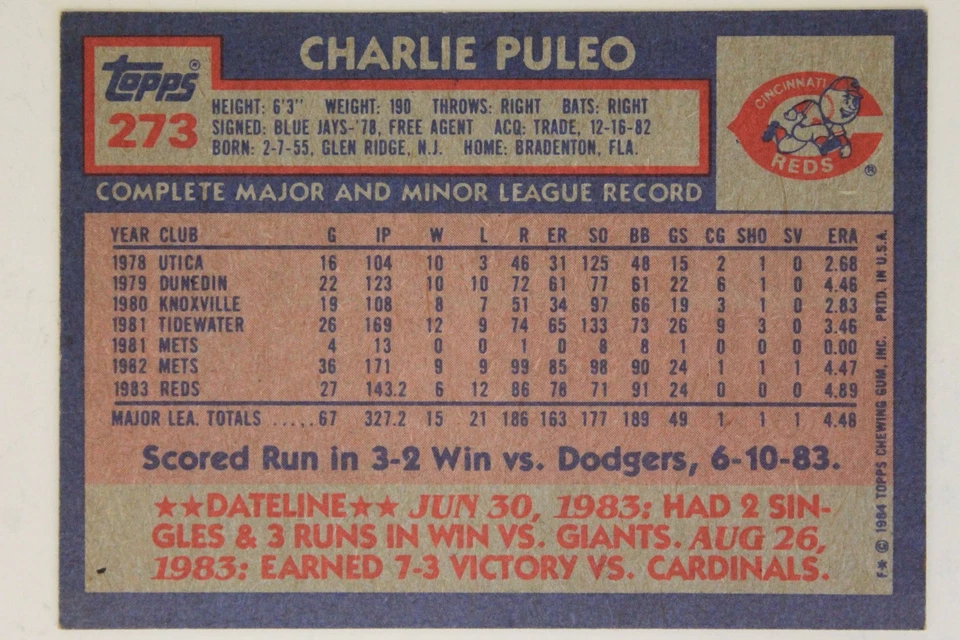 CHARLIE PULEO
TOPPS
273
HEIGHT: 6'3" WEIGHT: 190 THROWS: RIGHT BATS: RIGHT
SIGNED: BLUE JAYS-'78, FREE AGENT ACQ: TRADE, 12-16-82
BORN: 2-7-55, GLEN RIDGE, N.J. HOME: BRADENTON, FLA.
CINCINNATI
REDS
®
COMPLETE MAJOR AND MINOR LEAGUE RECORD
YEAR CLUB G IP W L R ER SO BB GS CG SHO SV ERA
1978 UTICA 16 104 10 3 46 31 125 48 15 2 1 0 2.68
1979 DUNEDIN 22 123 10 10 72 61 77 61 22 6 1 0 4.46
1980 KNOXVILLE 19 108 8 7 51 34 97 66 19 3 1 0 2.83
1981 TIDEWATER 26 169 12 9 74 65 133 73 26 9 3 0 3.46
1981 METS 4 13 0 0 1 0 8 8 1 0 0 0 0.00
1982 METS 36 171 9 9 99 85 98 90 24 1 1 1 4.47
1983 REDS 27 143.2 6 12 86 78 71 91 24 0 0 0 4.89
MAJOR LEA. TOTALS .....67 327.2 15 21 186 163 177 189 49 1 1 1 4.48
Scored Run in 3-2 Win vs. Dodgers, 6-10-83.
★★DATELINE★★ JUN 30, 1983: HAD 2 SIN-
GLES & 3 RUNS IN WIN VS. GIANTS. AUG 26,
1983: EARNED 7-3 VICTORY VS. CARDINALS.
F★ © 1984 TOPPS CHEWING GUM, INC. PRTD. IN U.S.A.